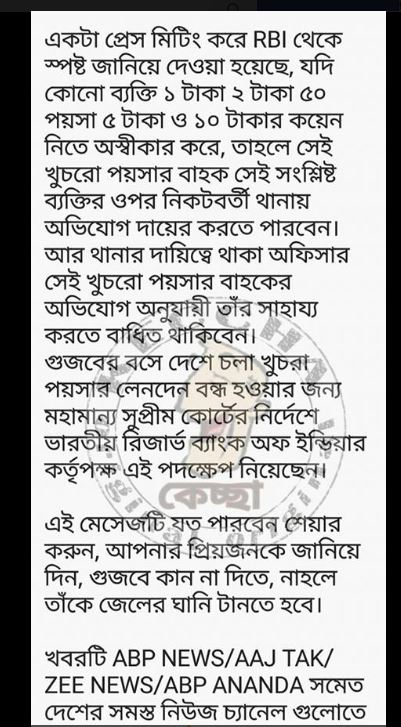 একটা প্রেস মিটিং করে RBI থেকে
স্পষ্ট জানিয়ে দেওয়া হয়েছে, যদি
কোনো ব্যক্তি ১ টাকা ২ টাকা ৫০
পয়সা ৫ টাকা ও ১০ টাকার কয়েন
নিতে অস্বীকার করে, তাহলে সেই
খুচরো পয়সার বাহক সেই সংশ্লিষ্ট
ব্যক্তির ওপর নিকটবর্তী থানায়
অভিযোগ দায়ের করতে পারবেন।
আর থানার দায়িত্বে থাকা অফিসার
সেই খুচরো পয়সার বাহকের
অভিযোগ অনুযায়ী তাঁর সাহায্য
করতে বাধিত থাকিবেন।
গুজবের বসে দেশে চলা খুচরা
পয়সার লেনদেন বন্ধ হওয়ার জন্য
মহামান্য সুপ্রীম কোর্টের নির্দেশে
ভারতীয় রিজার্ভ ব্যাংক অফ ইন্ডিয়ার
কর্তৃপক্ষ এই পদক্ষেপ নিয়েছেন।
কেচ্ছা
এই মেসেজটি যত পারবেন শেয়ার
করুন, আপনার প্রিয়জনকে জানিয়ে
দিন, গুজবে কান না দিতে, নাহলে
তাঁকে জেলের ঘানি টানতে হবে।
খবরটি ABP NEWS/AAJ TAK/
ZEE NEWS/ABP ANANDA সমেত
দেশের সমস্ত নিউজ চ্যানেল গুলোতে